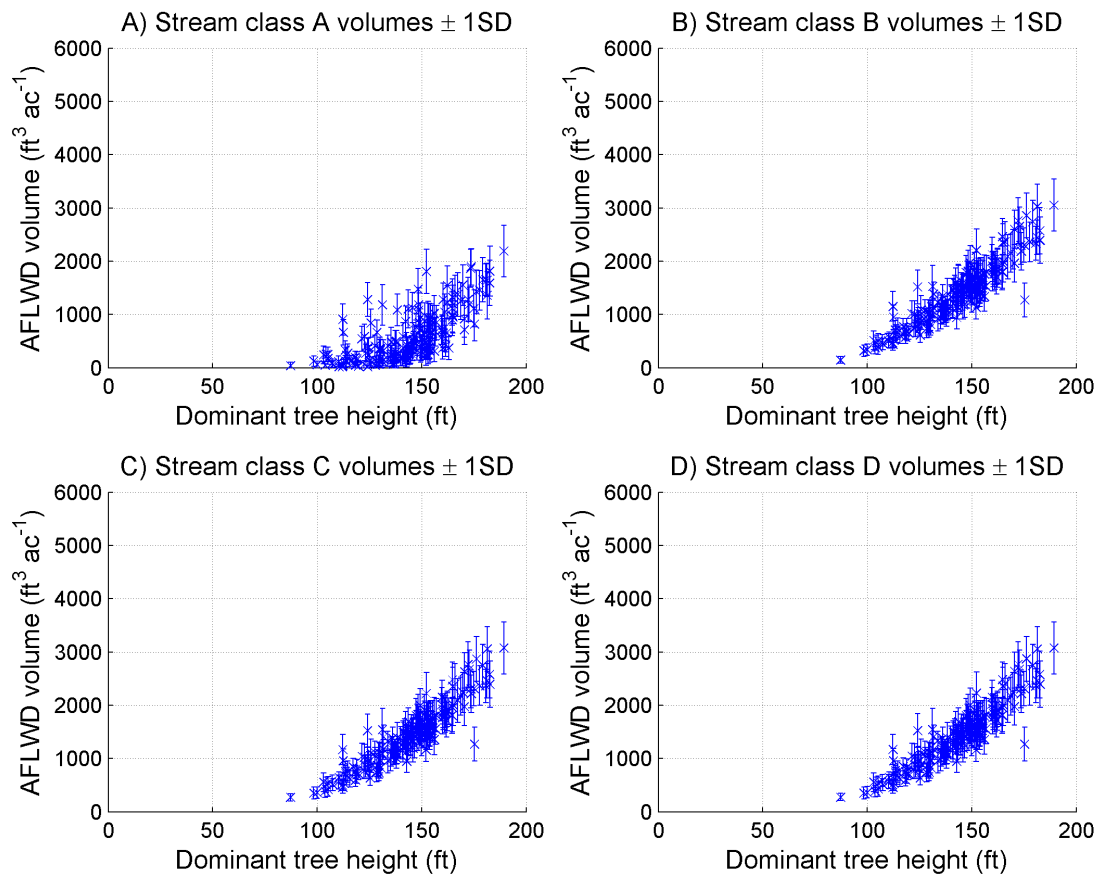 A) Stream class A volumes ± 1SD
AFLWD volume (ft³ ac⁻¹)
6000
5000
4000
3000
2000
1000
0
0 50 100 150 200
Dominant tree height (ft)
B) Stream class B volumes ± 1SD
AFLWD volume (ft³ ac⁻¹)
6000
5000
4000
3000
2000
1000
0
0 50 100 150 200
Dominant tree height (ft)
C) Stream class C volumes ± 1SD
AFLWD volume (ft³ ac⁻¹)
6000
5000
4000
3000
2000
1000
0
0 50 100 150 200
Dominant tree height (ft)
D) Stream class D volumes ± 1SD
AFLWD volume (ft³ ac⁻¹)
6000
5000
4000
3000
2000
1000
0
0 50 100 150 200
Dominant tree height (ft)